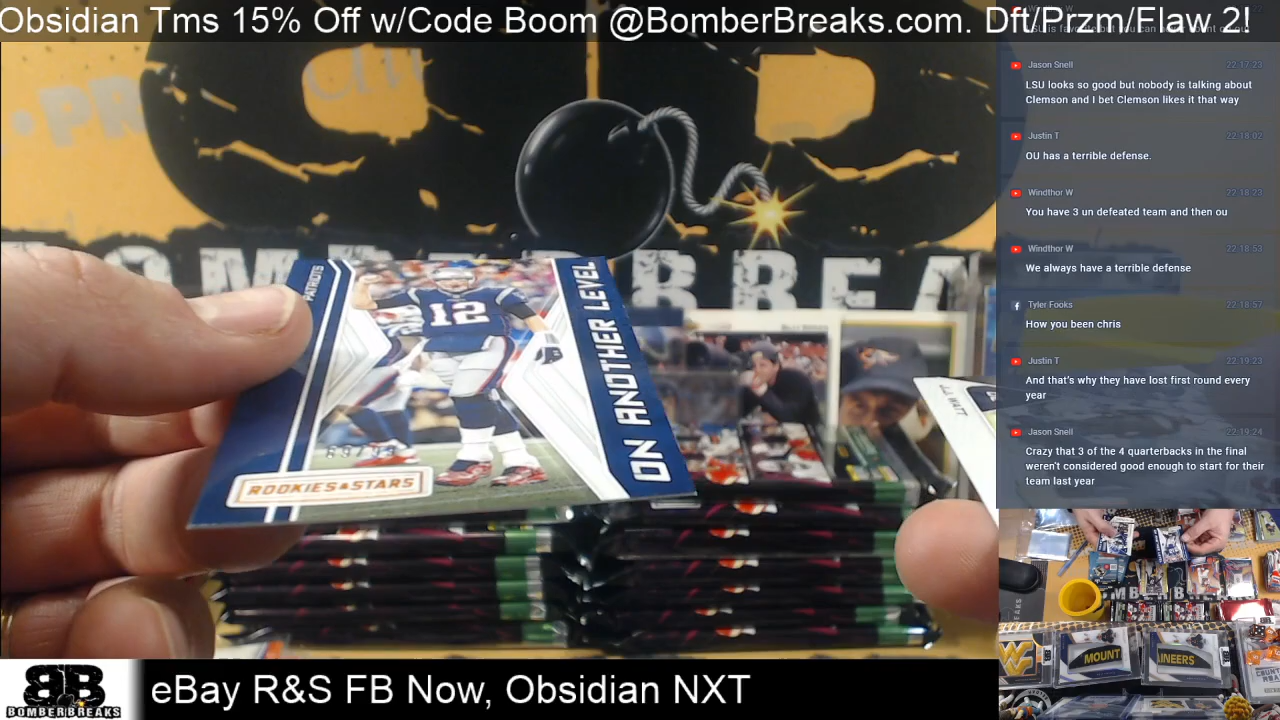 Obsidian Tms 15% Off w/Code Boom @BomberBreaks.com. Dft/Przm/Flaw 2!
Jason Snell 22:17:23
LSU looks so good but nobody is talking about
Clemson and I bet Clemson likes it that way
Justin T 22:18:02
OU has a terrible defense.
Windthor W 22:18:23
You have 3 un defeated team and then ou
Windthor W 22:18:53
We always have a terrible defense
Tyler Fooks 22:18:57
How you been chris
Justin T 22:19:23
And that's why they have lost first round every
year
Jason Snell 22:19:24
Crazy that 3 of the 4 quarterbacks in the final
weren't considered good enough to start for their
team last year
PATRIOTS
12
ON ANOTHER LEVEL
ROOKIES & STARS
J.J. WATT
MOUNT
AINEERS
BB
BOMBERBREAKS
eBay R&S FB Now, Obsidian NXT